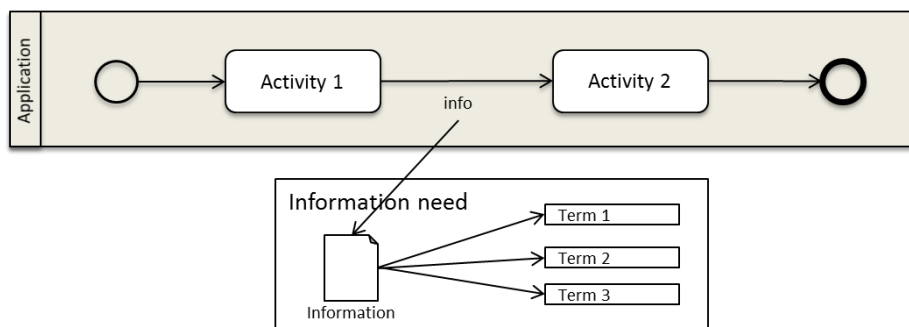 Application
Activity 1
Activity 2
info
Information need
Term 1
Term 2
Term 3
Information